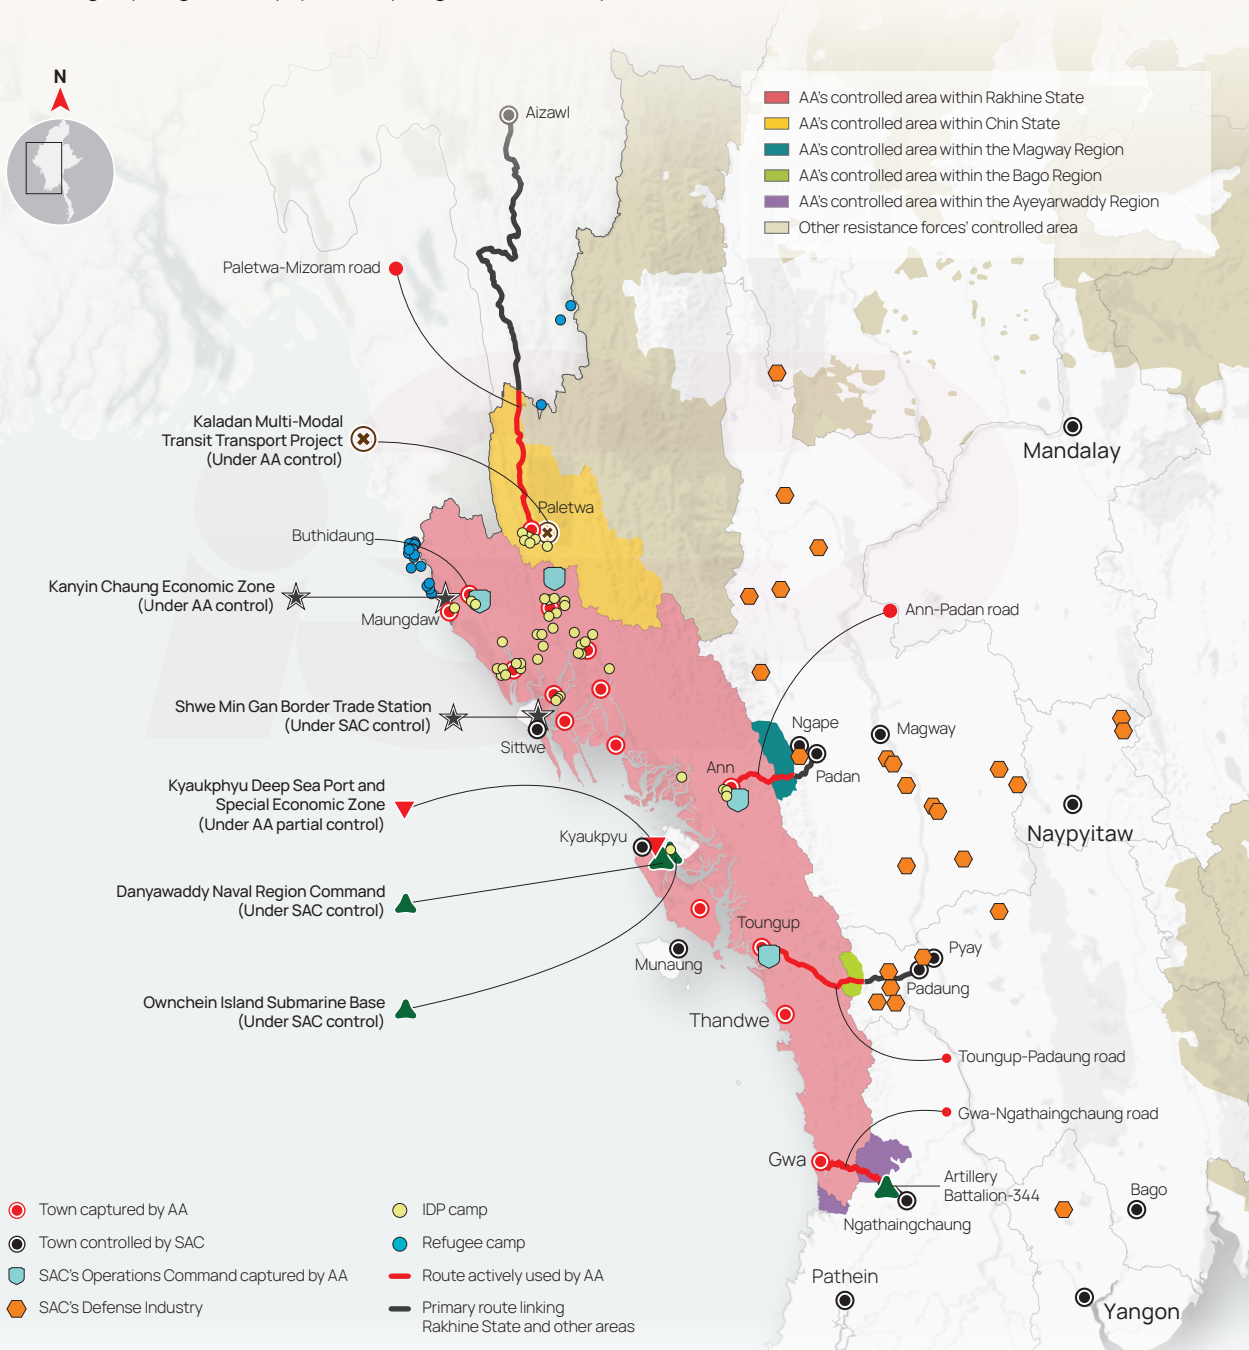 N
AA's controlled area within Rakhine State
AA's controlled area within Chin State
AA's controlled area within the Magway Region
AA's controlled area within the Bago Region
AA's controlled area within the Ayeyarwaddy Region
Other resistance forces' controlled area
Aizawl
Paletwa-Mizoram road
Kaladan Multi-Modal
Transit Transport Project
(Under AA control)
Mandalay
Paletwa
Buthidaung
Kanyin Chaung Economic Zone
(Under AA control)
Maungdaw
Ann-Padan road
Shwe Min Gan Border Trade Station
(Under SAC control)
Sittwe
Ngape
Magway
Ann
Padan
Kyaukphyu Deep Sea Port and
Special Economic Zone
(Under AA partial control)
Kyaukpyu
Naypyitaw
Danyawaddy Naval Region Command
(Under SAC control)
Toungup
Pyay
Munaung
Padaung
Ownchein Island Submarine Base
(Under SAC control)
Thandwe
Toungup-Padaung road
Gwa-Ngathaingchaung road
Gwa
Artillery
Battalion-344
Ngathaingchaung
Bago
Pathein
Yangon
Town captured by AA
Town controlled by SAC
SAC's Operations Command captured by AA
SAC's Defense Industry
IDP camp
Refugee camp
Route actively used by AA
Primary route linking
Rakhine State and other areas